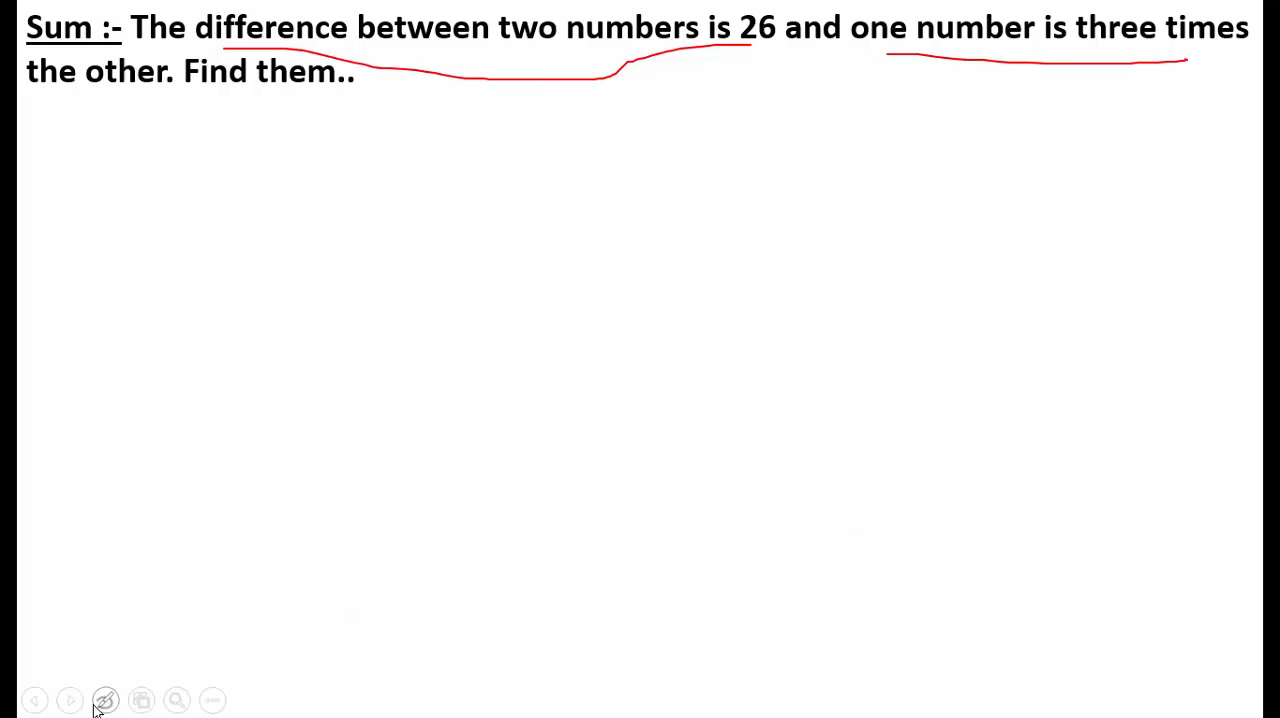 Sum :- The difference between two numbers is 26 and one number is three times
the other. Find them..